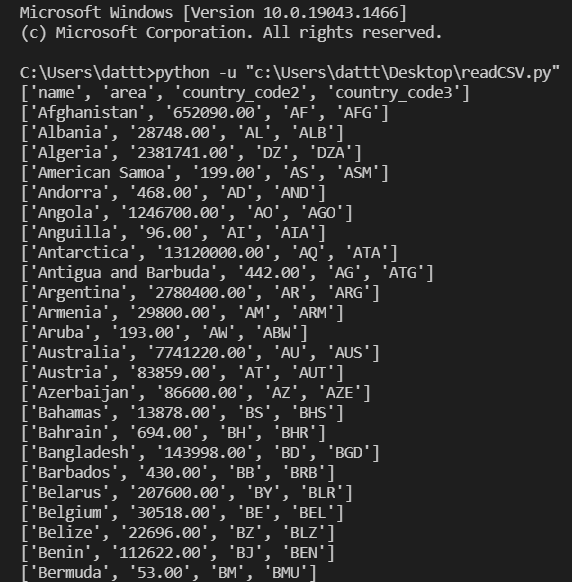 Microsoft Windows [Version 10.0.19043.1466]
(c) Microsoft Corporation. All rights reserved.
C:\Users\dattt>python -u "c:\Users\dattt\Desktop\readCSV.py"
['name', 'area', 'country_code2', 'country_code3']
['Afghanistan', '652090.00', 'AF', 'AFG']
['Albania', '28748.00', 'AL', 'ALB']
['Algeria', '2381741.00', 'DZ', 'DZA']
['American Samoa', '199.00', 'AS', 'ASM']
['Andorra', '468.00', 'AD', 'AND']
['Angola', '1246700.00', 'AO', 'AGO']
['Anguilla', '96.00', 'AI', 'AIA']
['Antarctica', '13120000.00', 'AQ', 'ATA']
['Antigua and Barbuda', '442.00', 'AG', 'ATG']
['Argentina', '2780400.00', 'AR', 'ARG']
['Armenia', '29800.00', 'AM', 'ARM']
['Aruba', '193.00', 'AW', 'ABW']
['Australia', '7741220.00', 'AU', 'AUS']
['Austria', '83859.00', 'AT', 'AUT']
['Azerbaijan', '86600.00', 'AZ', 'AZE']
['Bahamas', '13878.00', 'BS', 'BHS']
['Bahrain', '694.00', 'BH', 'BHR']
['Bangladesh', '143998.00', 'BD', 'BGD']
['Barbados', '430.00', 'BB', 'BRB']
['Belarus', '207600.00', 'BY', 'BLR']
['Belgium', '30518.00', 'BE', 'BEL']
['Belize', '22696.00', 'BZ', 'BLZ']
['Benin', '112622.00', 'BJ', 'BEN']
['Bermuda', '53.00', 'BM', 'BMU']